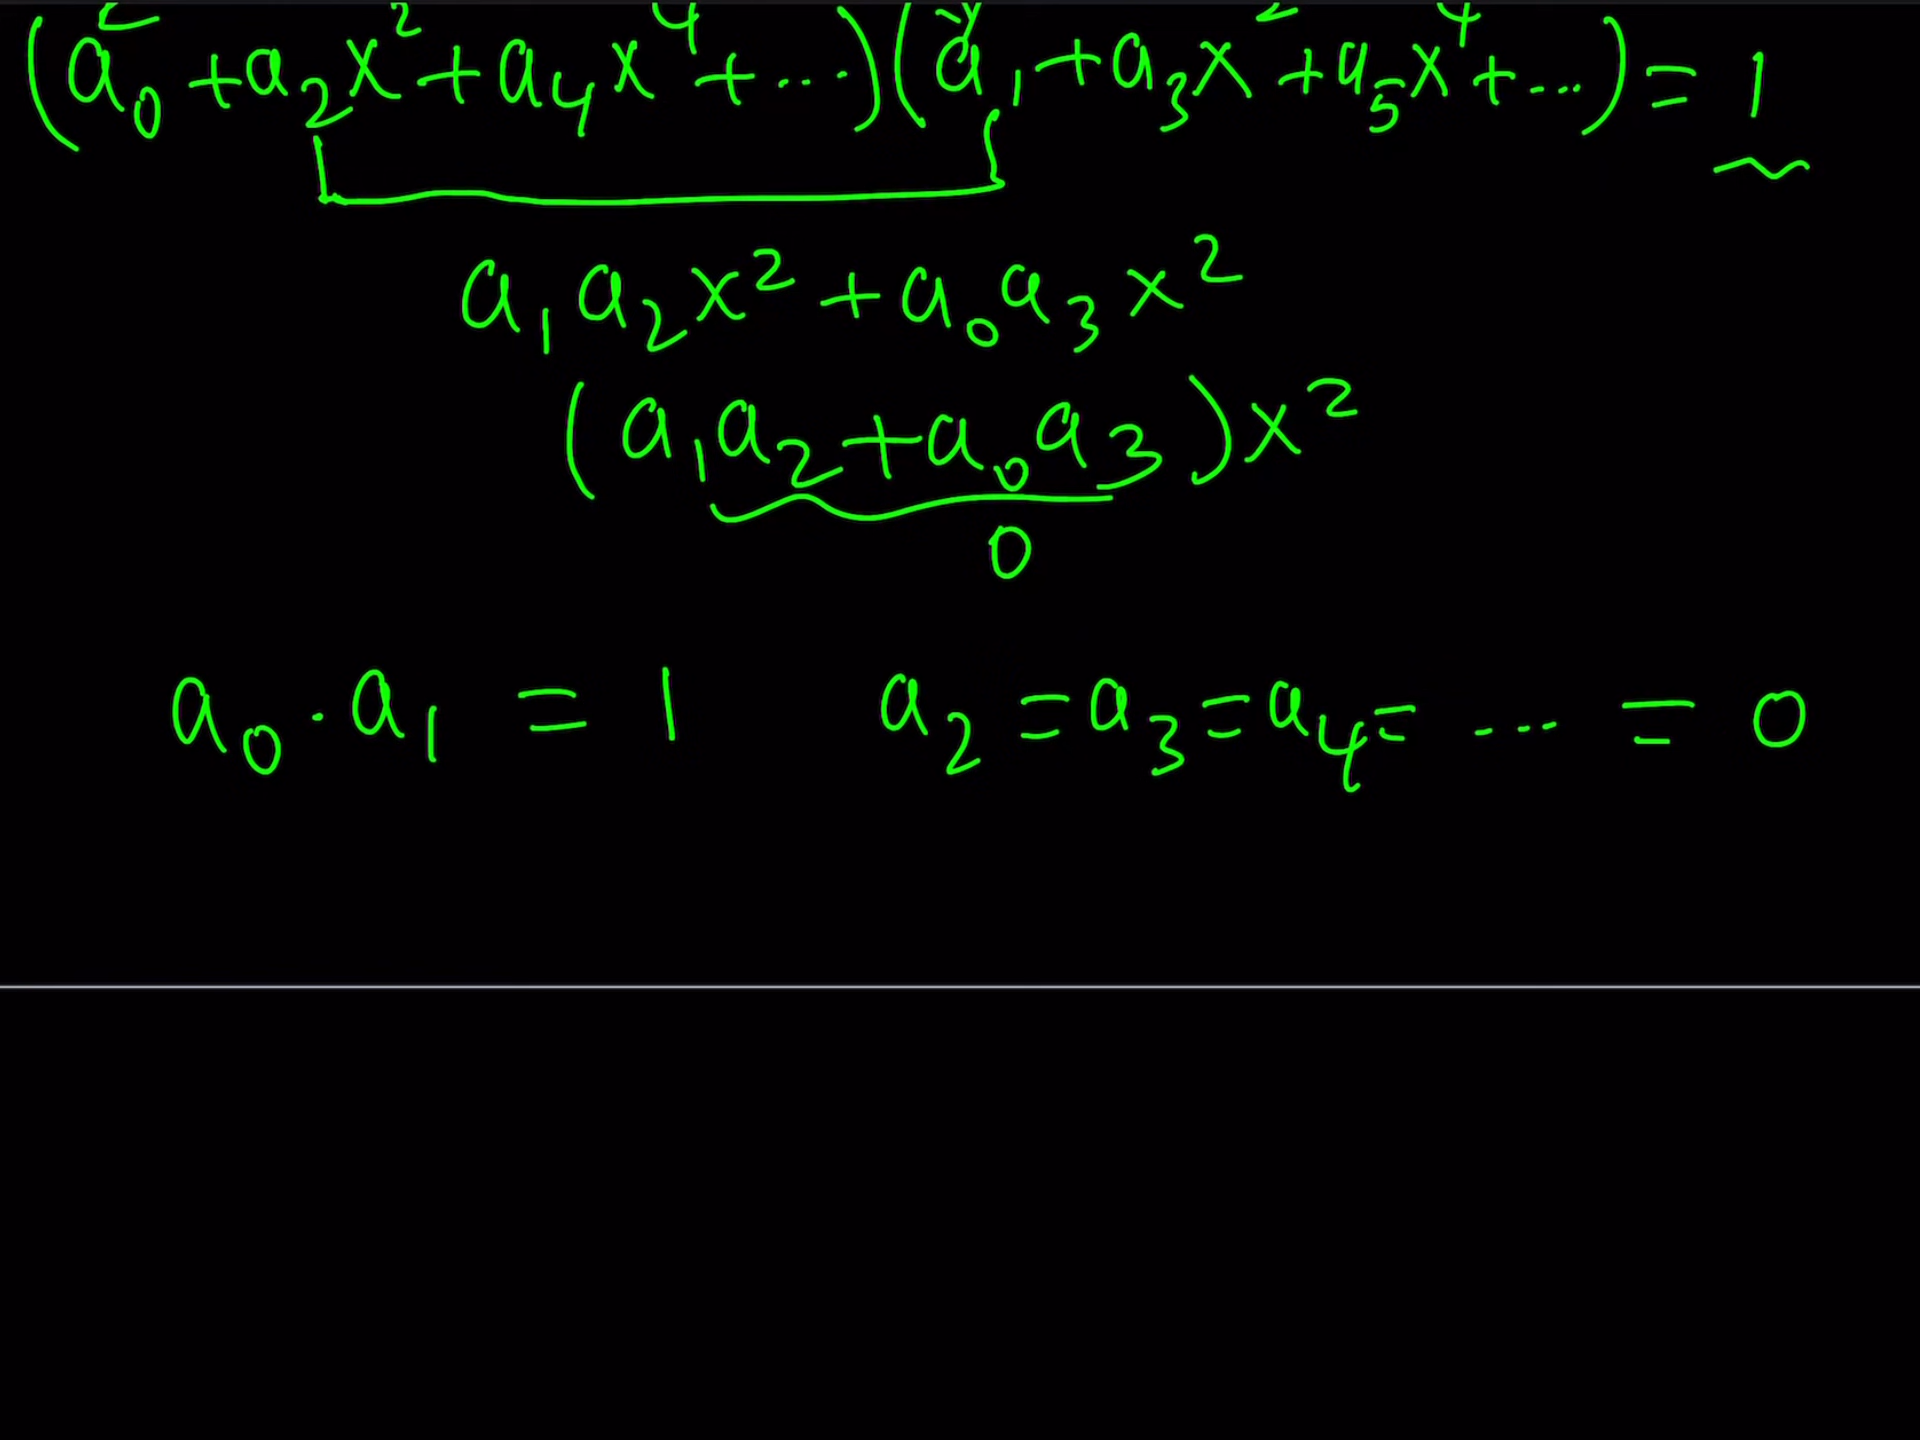 (a₀ + a₂x² + a₄x⁴ + ...)(a₁ + a₃x² + a₅x⁴ + ...) = 1
a₁a₂x² + a₀a₃x²
(a₁a₂ + a₀a₃)x²
0
a₀ · a₁ = 1 a₂ = a₃ = a₄ = ... = 0